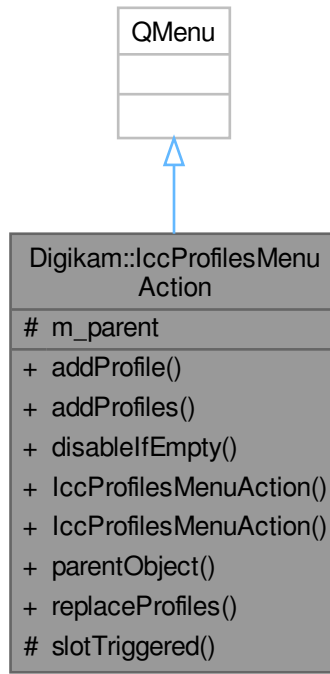 QMenu
Digikam::IccProfilesMenu
Action
# m_parent
+ addProfile()
+ addProfiles()
+ disableIfEmpty()
+ IccProfilesMenuAction()
+ IccProfilesMenuAction()
+ parentObject()
+ replaceProfiles()
# slotTriggered()